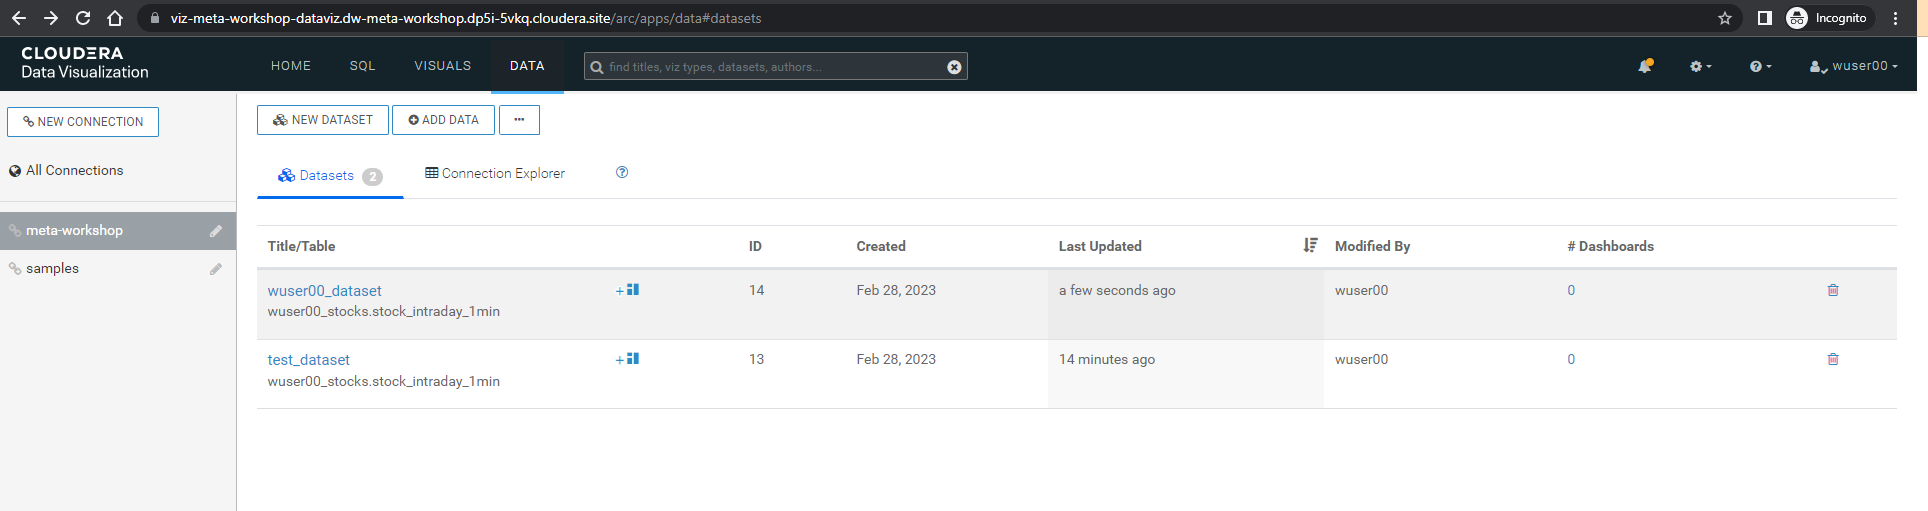 viz-meta-workshop-dataviz.dw-meta-workshop.dp5i-5vkq.cloudera.site/arc/apps/data#datasets
Incognito
CLOUDERA
Data Visualization
HOME
SQL
VISUALS
DATA
find titles, viz types, datasets, authors...
wuser00
NEW CONNECTION
All Connections
meta-workshop
samples
NEW DATASET
ADD DATA
...
Datasets 2
Connection Explorer
?
Title/Table ID Created Last Updated Modified By # Dashboards
wuser00_dataset + 14 Feb 28, 2023 a few seconds ago wuser00 0
wuser00_stocks.stock_intraday_1min
test_dataset + 13 Feb 28, 2023 14 minutes ago wuser00 0
wuser00_stocks.stock_intraday_1min